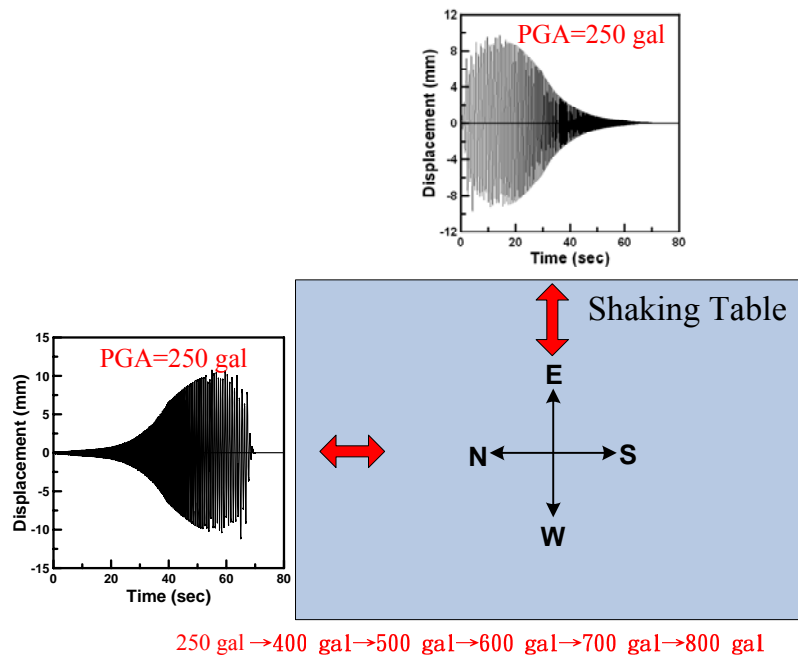 PGA=250 gal
12
8
4
0
-4
-8
-12
Displacement (mm)
0 20 40 60 80
Time (sec)
Shaking Table
E
N S
W
PGA=250 gal
15
10
5
0
-5
-10
-15
Displacement (mm)
0 20 40 60 80
Time (sec)
250 gal→400 gal→500 gal→600 gal→700 gal→800 gal